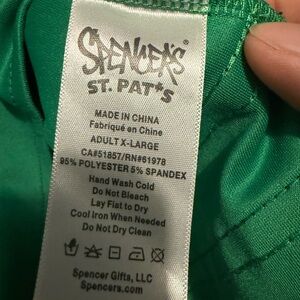 SPENCER'S
ST. PAT*S
MADE IN CHINA
Fabriqué en Chine
ADULT X-LARGE
CA#51857/RN#61978
95% POLYESTER 5% SPANDEX
Hand Wash Cold
Do Not Bleach
Lay Flat to Dry
Cool Iron When Needed
Do Not Dry Clean
Spencer Gifts, LLC
Spencers.com